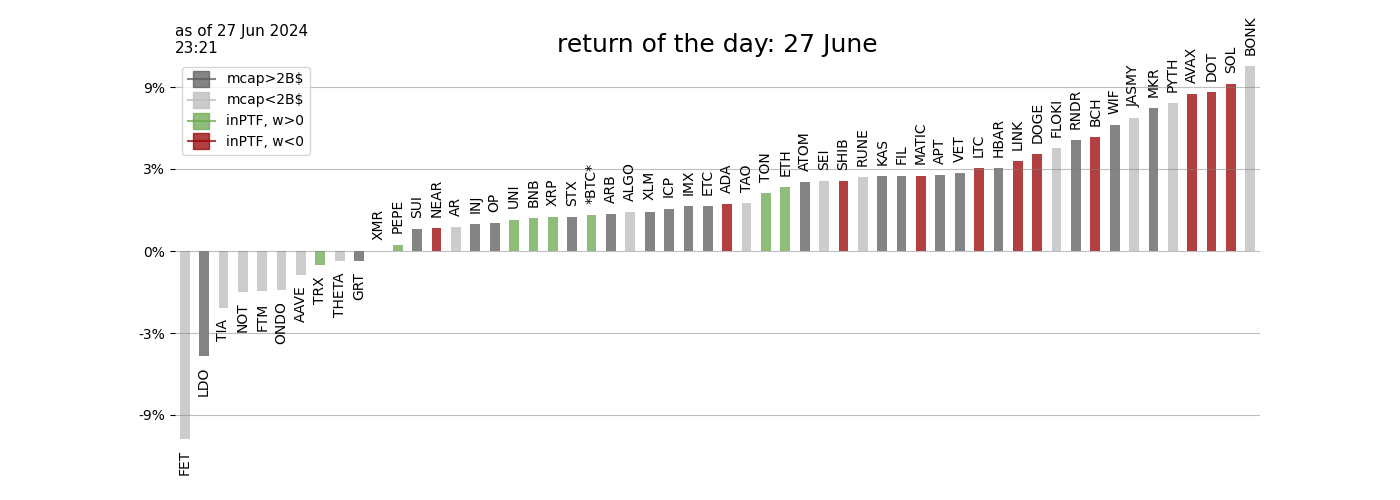 as of 27 Jun 2024
23:21
return of the day: 27 June
mcap>2B$
mcap<2B$
inPTF, w>0
inPTF, w<0
9%
3%
0%
-3%
-9%
FET
LDO
TIA
NOT
FTM
ONDO
AAVE
TRX
THETA
GRT
XMR
PEPE
SUI
NEAR
AR
INJ
OP
UNI
BNB
XRP
STX
*BTC*
ARB
ALGO
XLM
ICP
IMX
ETC
ADA
TAO
TON
ETH
ATOM
SEI
SHIB
RUNE
KAS
FIL
MATIC
APT
VET
LTC
HBAR
LINK
DOGE
FLOKI
RNDR
BCH
WIF
JASMY
MKR
PYTH
AVAX
DOT
SOL
BONK